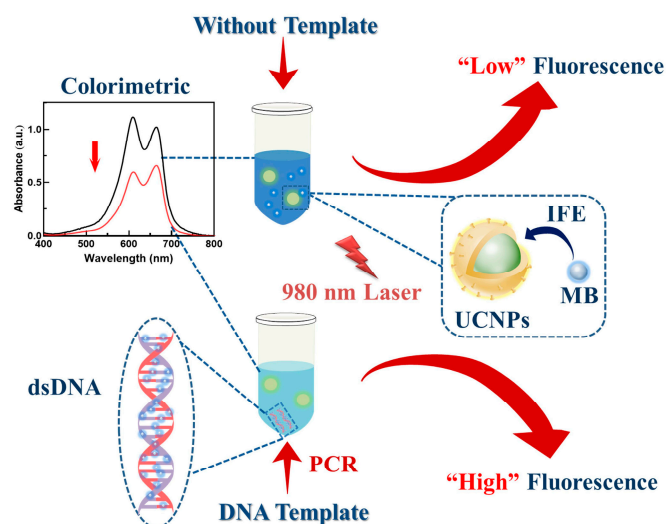 Without Template
Colorimetric
“Low” Fluorescence
Absorbance (a.u.)
1.0
0.5
0.0
400 500 600 700 800
Wavelength (nm)
IFE
MB
UCNPs
980 nm Laser
dsDNA
PCR
DNA Template
“High” Fluorescence